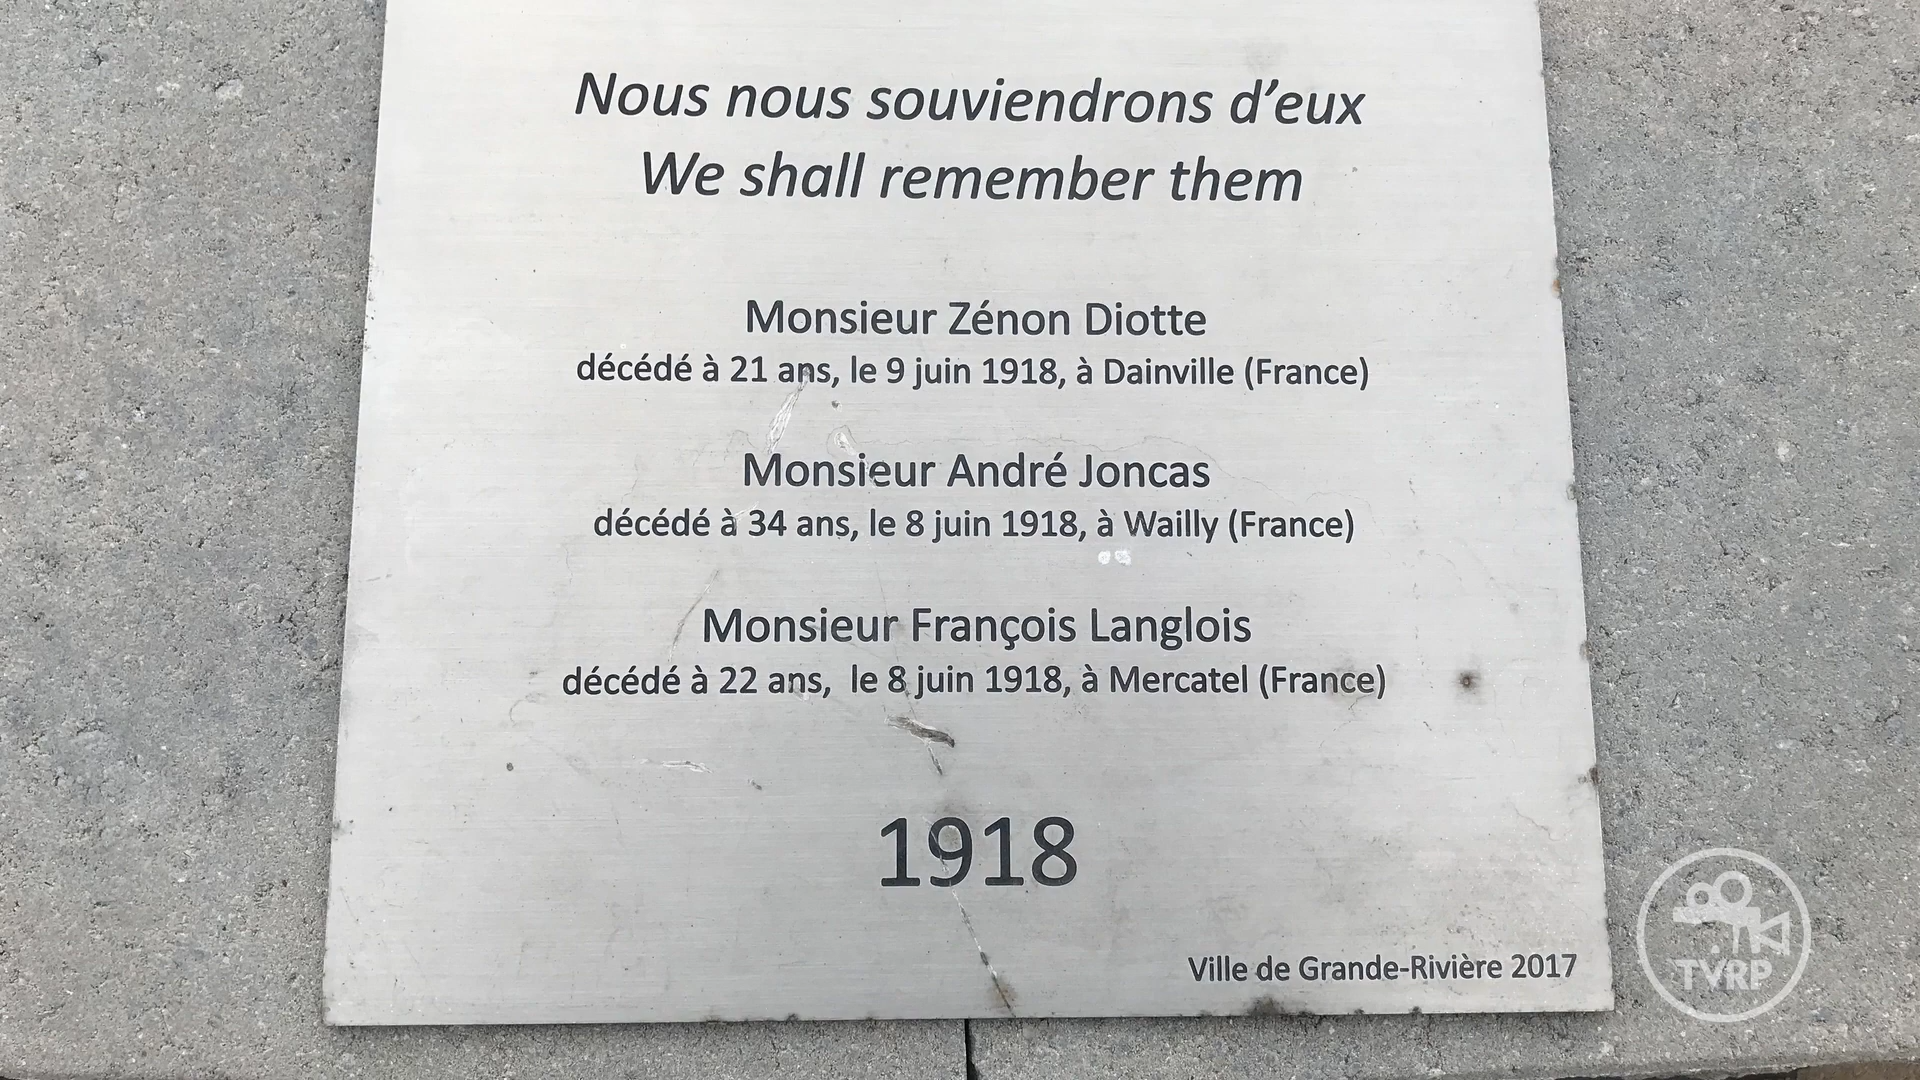 Nous nous souviendrons d'eux
We shall remember them
Monsieur Zénon Diotte
décédé à 21 ans, le 9 juin 1918, à Dainville (France)
Monsieur André Joncas
décédé à 34 ans, le 8 juin 1918, à Wailly (France)
Monsieur François Langlois
décédé à 22 ans,  le 8 juin 1918, à Mercatel (France)
1918
Ville de Grande-Rivière 2017
TVRP